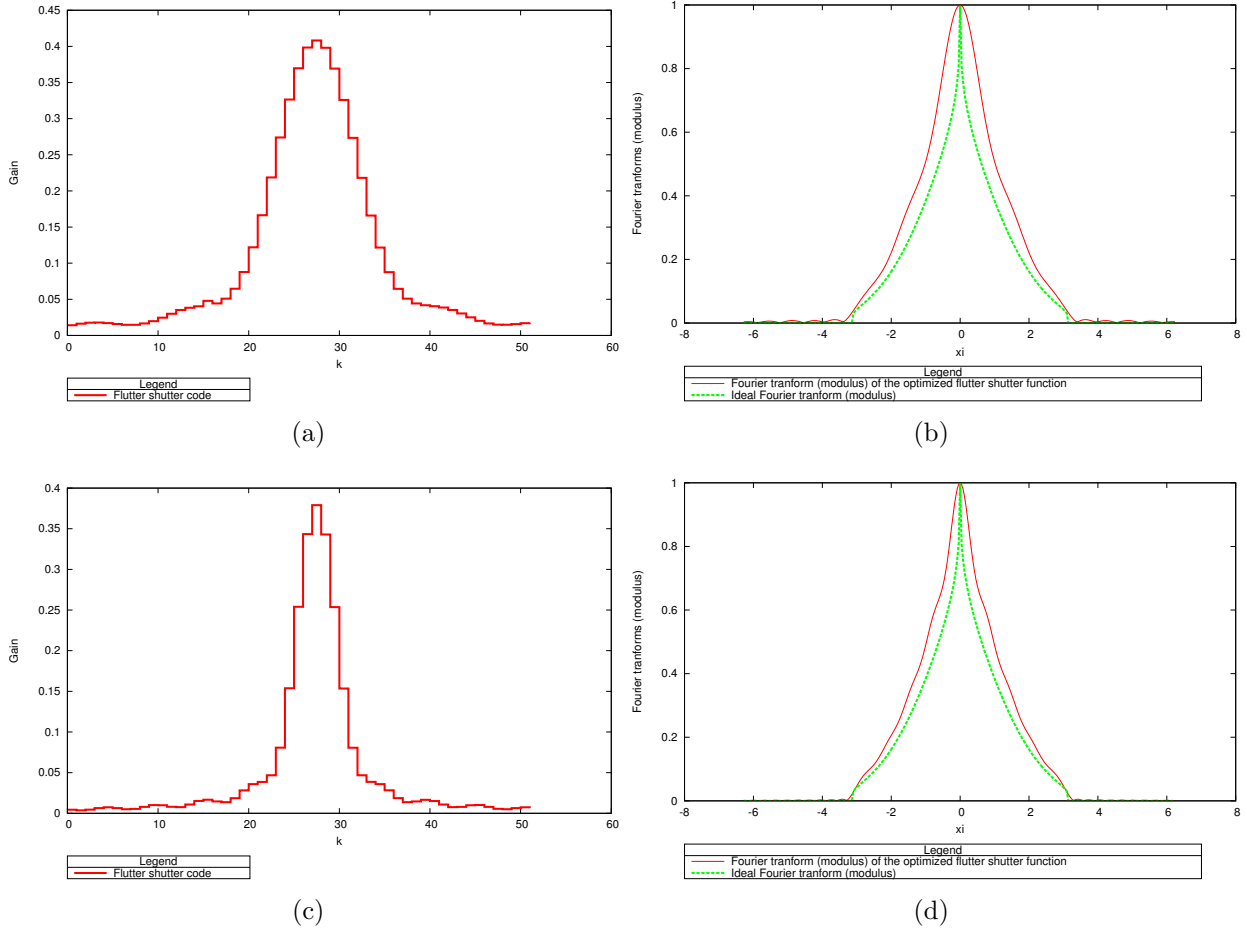 0.45
0.4
0.35
0.3
0.25
0.2
0.15
0.1
0.05
0
Gain
0 10 20 30 40 50 60
k
Legend
Flutter shutter code
(a)
1
0.8
0.6
0.4
0.2
0
Fourier tranforms (modulus)
-8 -6 -4 -2 0 2 4 6 8
xi
Legend
Fourier tranform (modulus) of the optimized flutter shutter function
Ideal Fourier tranform (modulus)
(b)
0.4
0.35
0.3
0.25
0.2
0.15
0.1
0.05
0
Gain
0 10 20 30 40 50 60
k
Legend
Flutter shutter code
(c)
1
0.8
0.6
0.4
0.2
0
Fourier tranforms (modulus)
-8 -6 -4 -2 0 2 4 6 8
xi
Legend
Fourier tranform (modulus) of the optimized flutter shutter function
Ideal Fourier tranform (modulus)
(d)